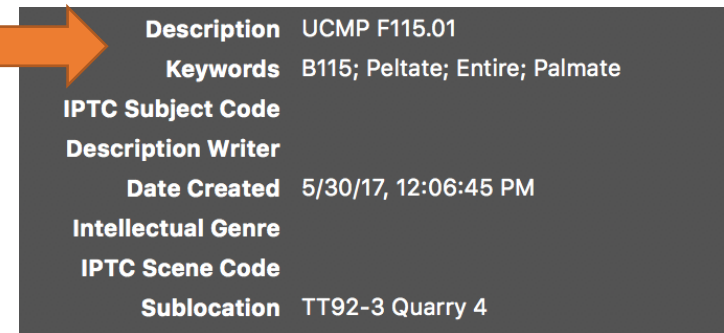 Description UCMP F115.01
Keywords B115; Peltate; Entire; Palmate
IPTC Subject Code
Description Writer
Date Created 5/30/17, 12:06:45 PM
Intellectual Genre
IPTC Scene Code
Sublocation TT92-3 Quarry 4